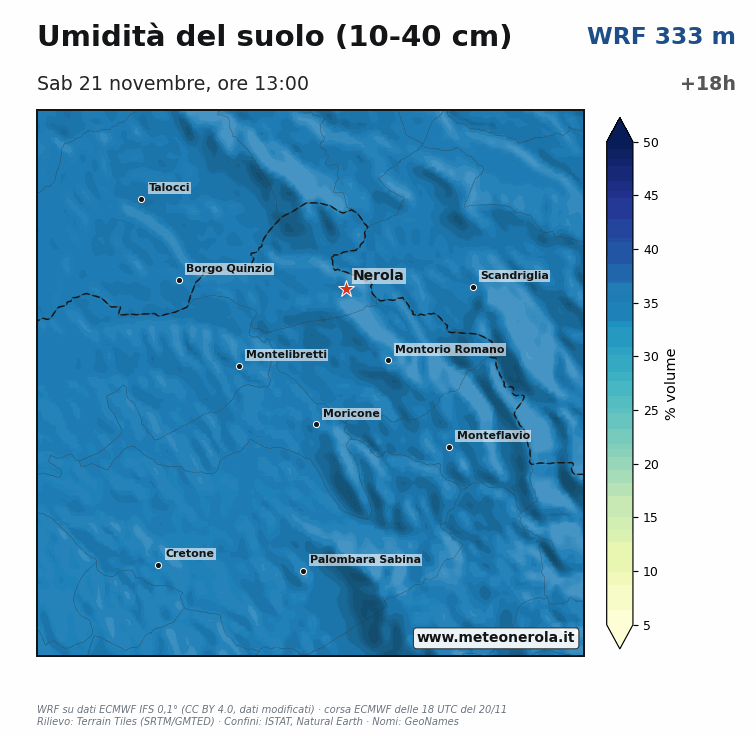 Umidità del suolo (10-40 cm)
WRF 333 m
Sab 21 novembre, ore 13:00
+18h
Talocci
Borgo Quinzio
Nerola
Scandriglia
Montelibretti
Montorio Romano
Moricone
Monteflavio
Cretone
Palombara Sabina
www.meteonerola.it
50
45
40
35
30
25
20
15
10
5
% volume
WRF su dati ECMWF IFS 0,1° (CC BY 4.0, dati modificati) · corsa ECMWF delle 18 UTC del 20/11
Rilievo: Terrain Tiles (SRTM/GMTED) · Confini: ISTAT, Natural Earth · Nomi: GeoNames